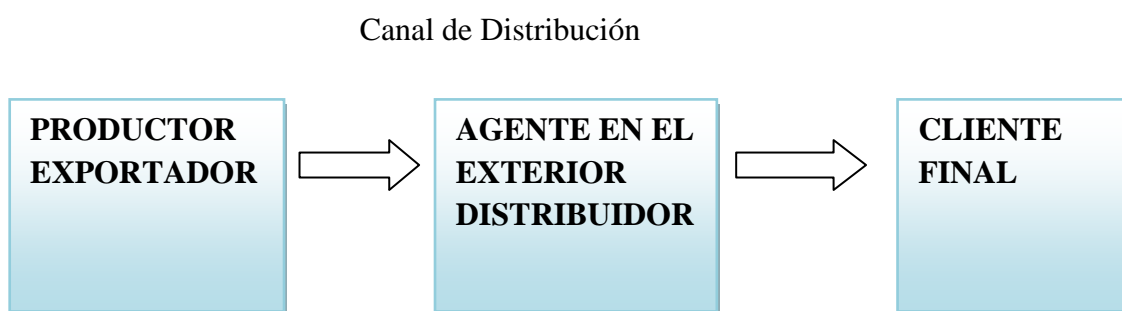 Canal de Distribución
PRODUCTOR
EXPORTADOR
AGENTE EN EL
EXTERIOR
DISTRIBUIDOR
CLIENTE
FINAL